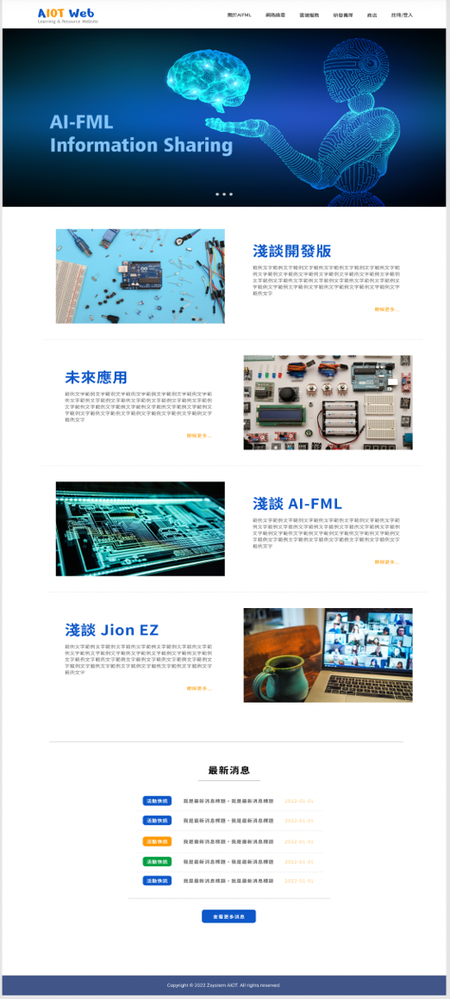 AIOT Web
Learning & Resource Website
關於AIFML
網路論壇
雲端服務
研發團隊
商店
註冊/登入
AI-FML
Information Sharing
淺談開發版
範例文字範例文字範例文字範例文字範例文字範例文字範例文字範
例文字範例文字範例文字範例文字範例文字範例文字範例文字範例
文字範例文字範例文字範例文字範例文字範例文字範例文字範例文
字範例文字範例文字範例文字範例文字範例文字範例文字範例文字
範例文字
瞭解更多...
未來應用
範例文字範例文字範例文字範例文字範例文字範例文字範例文字範
例文字範例文字範例文字範例文字範例文字範例文字範例文字範例
文字範例文字範例文字範例文字範例文字範例文字範例文字範例文
字範例文字範例文字範例文字範例文字範例文字範例文字範例文字
範例文字
瞭解更多...
淺談 AI-FML
範例文字範例文字範例文字範例文字範例文字範例文字範例文字範
例文字範例文字範例文字範例文字範例文字範例文字範例文字範例
文字範例文字範例文字範例文字範例文字範例文字範例文字範例文
字範例文字範例文字範例文字範例文字範例文字範例文字範例文字
範例文字
瞭解更多...
淺談 Jion EZ
範例文字範例文字範例文字範例文字範例文字範例文字範例文字範
例文字範例文字範例文字範例文字範例文字範例文字範例文字範例
文字範例文字範例文字範例文字範例文字範例文字範例文字範例文
字範例文字範例文字範例文字範例文字範例文字範例文字範例文字
範例文字
瞭解更多...
最新消息
活動快訊 我是最新消息標題，我是最新消息標題 2022-01-01
活動快訊 我是最新消息標題，我是最新消息標題 2022-01-01
活動快訊 我是最新消息標題，我是最新消息標題 2022-01-01
活動快訊 我是最新消息標題，我是最新消息標題 2022-01-01
活動快訊 我是最新消息標題，我是最新消息標題 2022-01-01
查看更多消息
Copyright © 2022 Zsystem AIOT. All rights reserved.